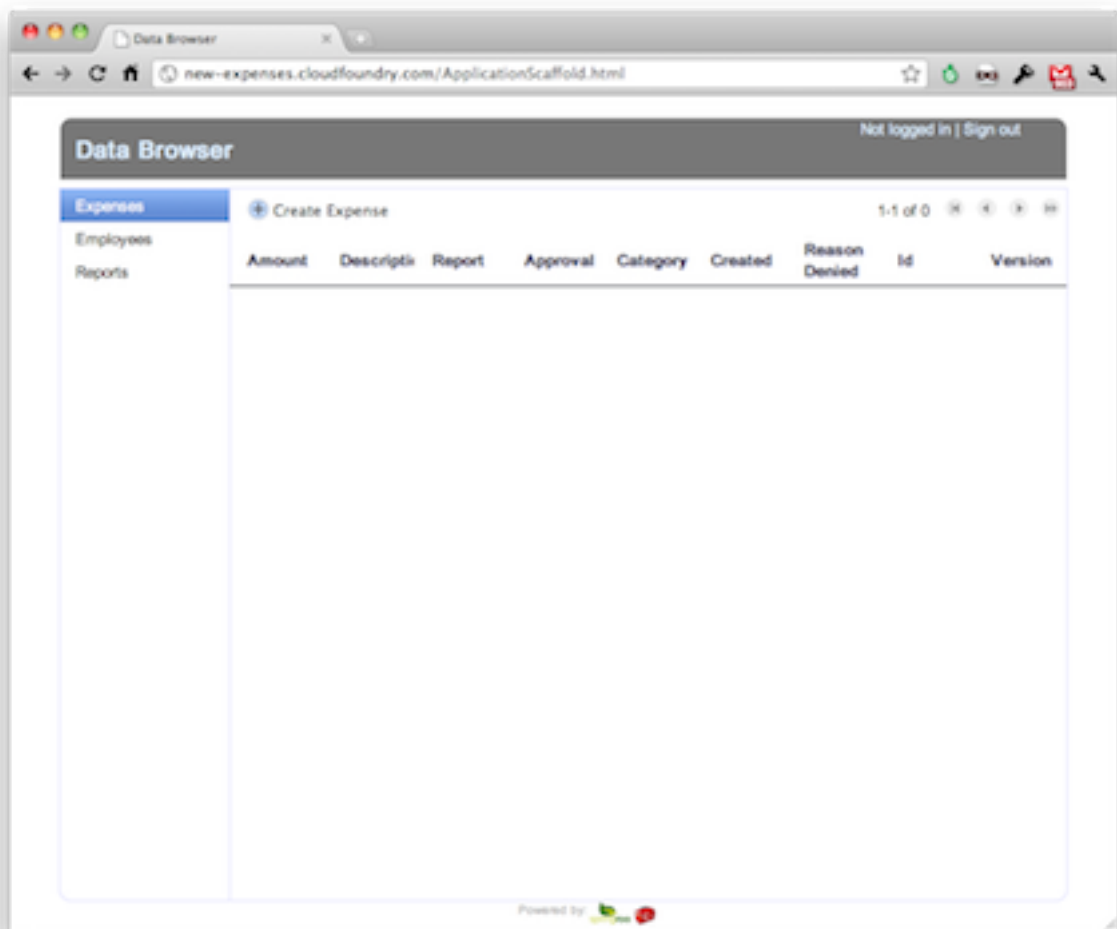 Data Browser
new-expenses.cloudfoundry.com/ApplicationScaffold.html
Not logged in | Sign out
Data Browser
Expenses
Employees
Reports
Create Expense
1-1 of 0
Amount Descriptic Report Approval Category Created Reason Denied Id Version
Powered by: